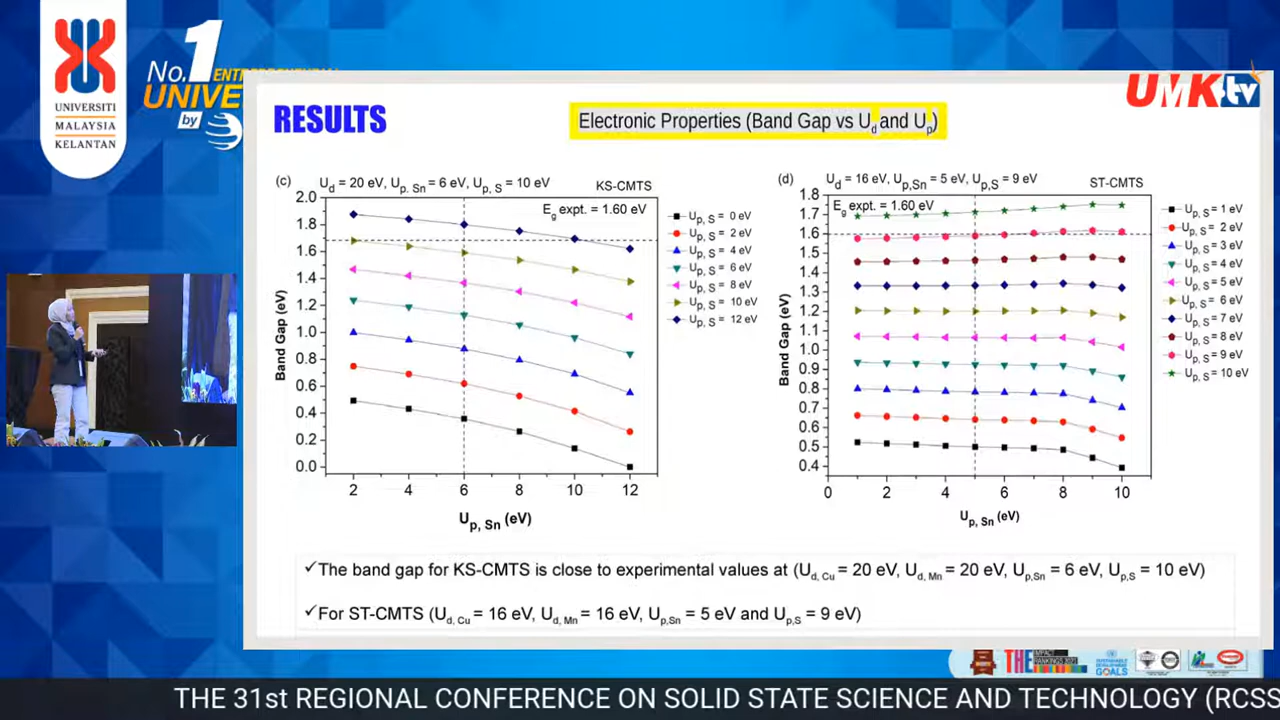 UNIVERSITI
MALAYSIA
KELANTAN
No.1
ENTREPRENEURIAL
UNIVE
by
UMKtv
RESULTS
Electronic Properties (Band Gap vs Ud and Up)
(c)
Ud = 20 eV, Up, Sn = 6 eV, Up, S = 10 eV
KS-CMTS
Eg expt. = 1.60 eV
2.0
1.8
1.6
1.4
1.2
1.0
0.8
0.6
0.4
0.2
0.0
Band Gap (eV)
2 4 6 8 10 12
Up, Sn (eV)
Up, S = 0 eV
Up, S = 2 eV
Up, S = 4 eV
Up, S = 6 eV
Up, S = 8 eV
Up, S = 10 eV
Up, S = 12 eV
(d)
Ud = 16 eV, Up,Sn = 5 eV, Up,S = 9 eV
ST-CMTS
Eg expt. = 1.60 eV
1.8
1.7
1.6
1.5
1.4
1.3
1.2
1.1
1.0
0.9
0.8
0.7
0.6
0.5
0.4
Band Gap (eV)
0 2 4 6 8 10
Up, Sn (eV)
Up, S = 1 eV
Up, S = 2 eV
Up, S = 3 eV
Up, S = 4 eV
Up, S = 5 eV
Up, S = 6 eV
Up, S = 7 eV
Up, S = 8 eV
Up, S = 9 eV
Up, S = 10 eV
✓The band gap for KS-CMTS is close to experimental values at (Ud, Cu = 20 eV, Ud, Mn = 20 eV, Up,Sn = 6 eV, Up,S = 10 eV)
✓For ST-CMTS (Ud, Cu = 16 eV, Ud, Mn = 16 eV, Up,Sn = 5 eV and Up,S = 9 eV)
THE IMPACT RANKINGS
SUSTAINABLE DEVELOPMENT GOALS
THE 31st REGIONAL CONFERENCE ON SOLID STATE SCIENCE AND TECHNOLOGY (RCSS